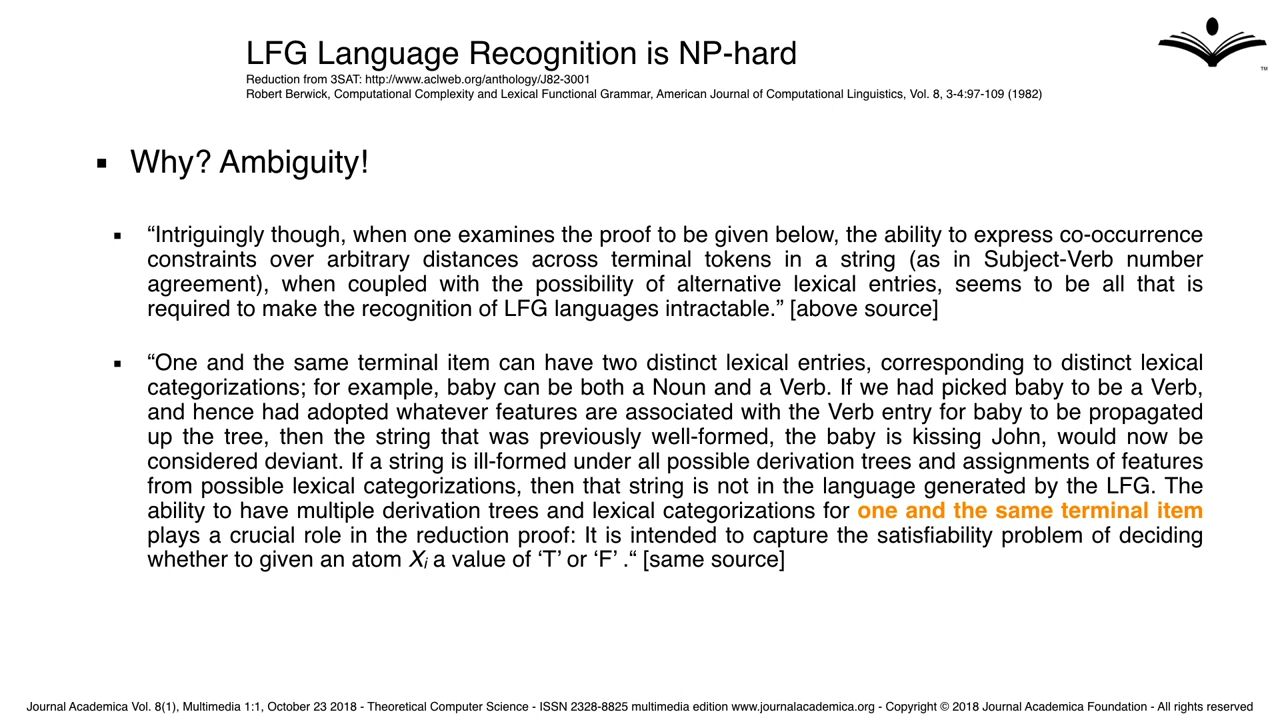 LFG Language Recognition is NP-hard
Reduction from 3SAT: http://www.aclweb.org/anthology/J82-3001
Robert Berwick, Computational Complexity and Lexical Functional Grammar, American Journal of Computational Linguistics, Vol. 8, 3-4:97-109 (1982)
TM
▪ Why? Ambiguity!
▪ “Intriguingly though, when one examines the proof to be given below, the ability to express co-occurrence
constraints over arbitrary distances across terminal tokens in a string (as in Subject-Verb number
agreement), when coupled with the possibility of alternative lexical entries, seems to be all that is
required to make the recognition of LFG languages intractable.” [above source]
▪ “One and the same terminal item can have two distinct lexical entries, corresponding to distinct lexical
categorizations; for example, baby can be both a Noun and a Verb. If we had picked baby to be a Verb,
and hence had adopted whatever features are associated with the Verb entry for baby to be propagated
up the tree, then the string that was previously well-formed, the baby is kissing John, would now be
considered deviant. If a string is ill-formed under all possible derivation trees and assignments of features
from possible lexical categorizations, then that string is not in the language generated by the LFG. The
ability to have multiple derivation trees and lexical categorizations for one and the same terminal item
plays a crucial role in the reduction proof: It is intended to capture the satisfiability problem of deciding
whether to given an atom Xi a value of ‘T’ or ‘F’ .“ [same source]
Journal Academica Vol. 8(1), Multimedia 1:1, October 23 2018 - Theoretical Computer Science - ISSN 2328-8825 multimedia edition www.journalacademica.org - Copyright © 2018 Journal Academica Foundation - All rights reserved